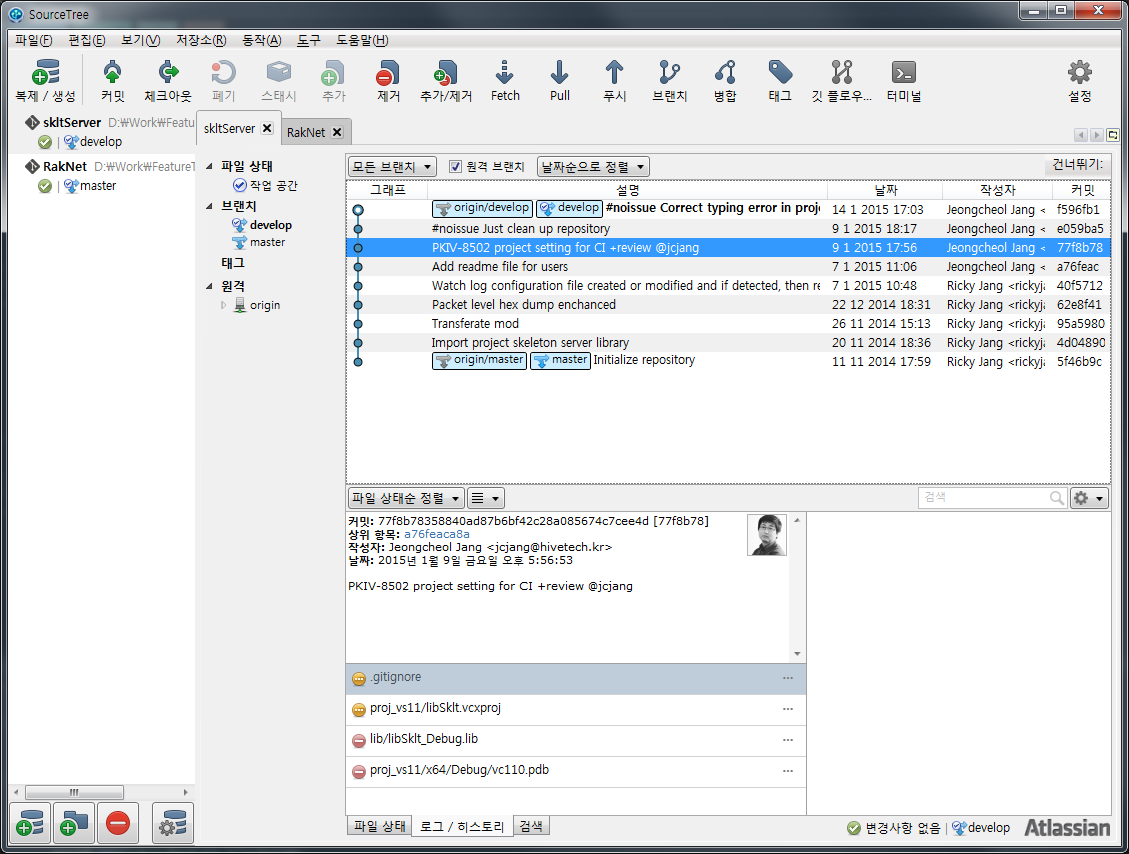 SourceTree
파일(F) 편집(E) 보기(V) 저장소(R) 동작(A) 도구 도움말(H)
복제 / 생성 커밋 체크아웃 폐기 스태시 추가 제거 추가/제거 Fetch Pull 푸시 브랜치 병합 태그 깃 플로우... 터미널 설정
skltServer D:₩Work₩Featu
develop
RakNet D:₩Work₩FeatureT
master
skltServer RakNet
파일 상태
작업 공간
브랜치
develop
master
태그
원격
origin
모든 브랜치 원격 브랜치 날짜순으로 정렬 건너뛰기:
그래프 설명 날짜 작성자 커밋
origin/develop develop #noissue Correct typing error in proje 14 1 2015 17:03 Jeongcheol Jang < f596fb1
#noissue Just clean up repository 9 1 2015 18:17 Jeongcheol Jang < e059ba5
PKIV-8502 project setting for CI +review @jcjang 9 1 2015 17:56 Jeongcheol Jang < 77f8b78
Add readme file for users 7 1 2015 11:06 Jeongcheol Jang < a76feac
Watch log configuration file created or modified and if detected, then re 7 1 2015 10:48 Ricky Jang <rickyja 40f5712
Packet level hex dump enchanced 22 12 2014 18:31 Ricky Jang <rickyja 62e8f41
Transferate mod 26 11 2014 15:13 Ricky Jang <rickyja 95a5980
Import project skeleton server library 20 11 2014 18:36 Ricky Jang <rickyja 4d04890
origin/master master Initialize repository 11 11 2014 17:59 Ricky Jang <rickyja 5f46b9c
파일 상태순 정렬 검색
커밋: 77f8b78358840ad87b6bf42c28a085674c7cee4d [77f8b78]
상위 항목: a76feaca8a
작성자: Jeongcheol Jang <jcjang@hivetech.kr>
날짜: 2015년 1월 9일 금요일 오후 5:56:53
PKIV-8502 project setting for CI +review @jcjang
.gitignore
proj_vs11/libSklt.vcxproj
lib/libSklt_Debug.lib
proj_vs11/x64/Debug/vc110.pdb
파일 상태 로그 / 히스토리 검색
변경사항 없음 develop Atlassian